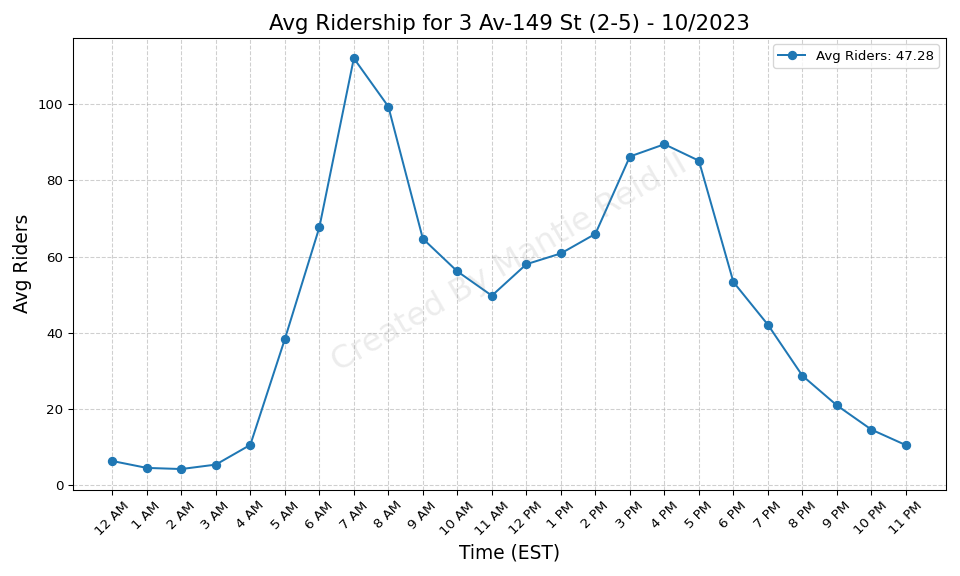 Avg Ridership for 3 Av-149 St (2-5) - 10/2023
Avg Riders: 47.28
100
80
60
40
20
0
Avg Riders
Created By Mantle Reid II
12 AM
1 AM
2 AM
3 AM
4 AM
5 AM
6 AM
7 AM
8 AM
9 AM
10 AM
11 AM
12 PM
1 PM
2 PM
3 PM
4 PM
5 PM
6 PM
7 PM
8 PM
9 PM
10 PM
11 PM
Time (EST)